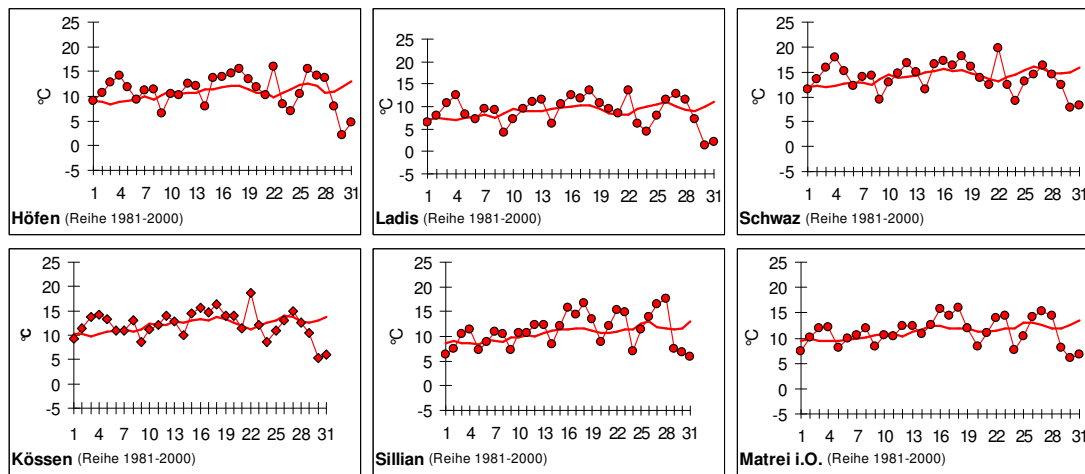 25
20
15
10
5
0
-5
°C
1 4 7 10 13 16 19 22 25 28 31
Höfen (Reihe 1981-2000)
25
20
15
10
5
0
-5
°C
1 4 7 10 13 16 19 22 25 28 31
Ladis (Reihe 1981-2000)
25
20
15
10
5
0
-5
°C
1 4 7 10 13 16 19 22 25 28 31
Schwaz (Reihe 1981-2000)
25
20
15
10
5
0
-5
°C
1 4 7 10 13 16 19 22 25 28 31
Kössen (Reihe 1981-2000)
25
20
15
10
5
0
-5
°C
1 4 7 10 13 16 19 22 25 28 31
Sillian (Reihe 1981-2000)
25
20
15
10
5
0
-5
°C
1 4 7 10 13 16 19 22 25 28 31
Matrei i.O. (Reihe 1981-2000)